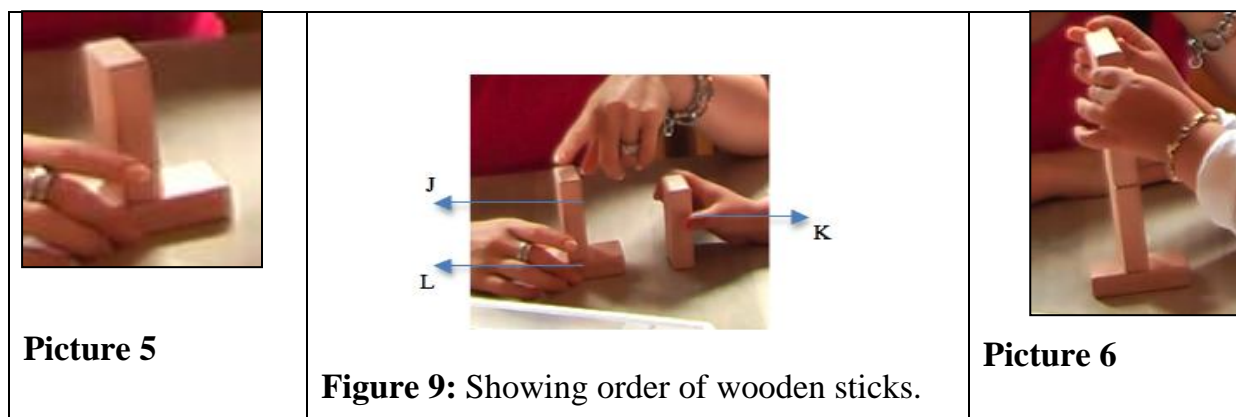 J
K
L
Picture 5
Figure 9: Showing order of wooden sticks.
Picture 6